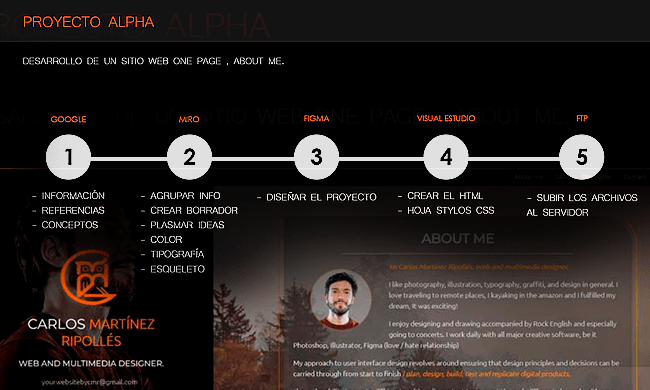 PROYECTO ALPHA
DESARROLLO DE UN SITIO WEB ONE PAGE , ABOUT ME.
GOOGLE
1
- INFORMACIÓN
- REFERENCIAS
- CONCEPTOS
MIRO
2
- AGRUPAR INFO
- CREAR BORRADOR
- PLASMAR IDEAS
- COLOR
- TIPOGRAFÍA
- ESQUELETO
FIGMA
3
- DISEÑAR EL PROYECTO
VISUAL ESTUDIO
4
- CREAR EL HTML
- HOJA STYLOS CSS
FTP
5
- SUBIR LOS ARCHIVOS
AL SERVIDOR
CARLOS MARTÍNEZ
RIPOLLÉS
WEB AND MULTIMEDIA DESIGNER.
yourwebsitebycmr@gmail.com
ABOUT ME
Im Carlos Martínez Ripollés, Web and multimedia designer.
I like photography, illustration, typography, graffiti, and design in general. I
love traveling to remote places, I kayaking in the amazon and I fulfilled my
dream, it was exciting!
I enjoy designing and drawing accompanied by Rock English and especially
going to concerts. I work daily with all major creative software, be it
Photoshop, illustrator, Figma (love / hate relationship)
My approach to user interface design revolves around ensuring that design principles and decisions can be
carried through from start to finish I plan, design, build, test and replicate digital products.